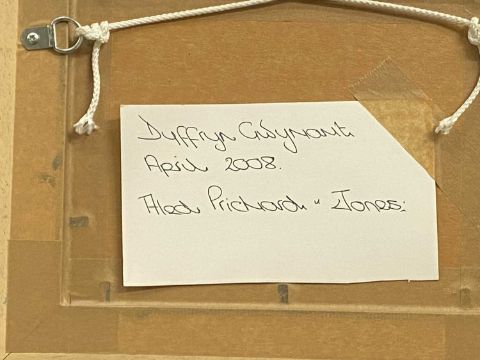 Dyffryn Gwynant.
April 2008.
Aled Prichard - Jones.